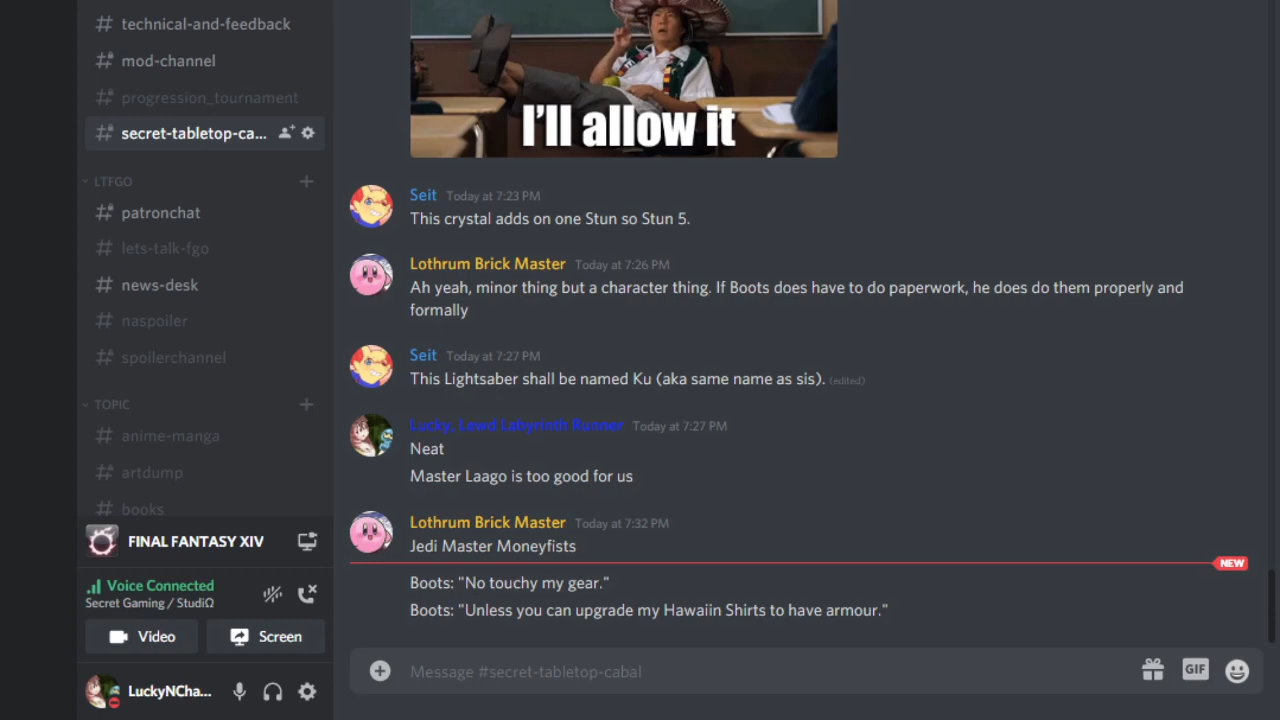 technical-and-feedback
mod-channel
progression_tournament
secret-tabletop-ca...
LTFGO
patronchat
lets-talk-fgo
news-desk
naspoiler
spoilerchannel
TOPIC
anime-manga
artdump
books
FINAL FANTASY XIV
Voice Connected
Secret Gaming / StudiΩ
Video
Screen
LuckyNCha...
I'll allow it
Seit Today at 7:23 PM
This crystal adds on one Stun so Stun 5.
Lothrum Brick Master Today at 7:26 PM
Ah yeah, minor thing but a character thing. If Boots does have to do paperwork, he does do them properly and
formally
Seit Today at 7:27 PM
This Lightsaber shall be named Ku (aka same name as sis). (edited)
Lucky, Lewd Labyrinth Runner Today at 7:27 PM
Neat
Master Laago is too good for us
Lothrum Brick Master Today at 7:32 PM
Jedi Master Moneyfists
NEW
Boots: "No touchy my gear."
Boots: "Unless you can upgrade my Hawaiin Shirts to have armour."
Message #secret-tabletop-cabal
GIF